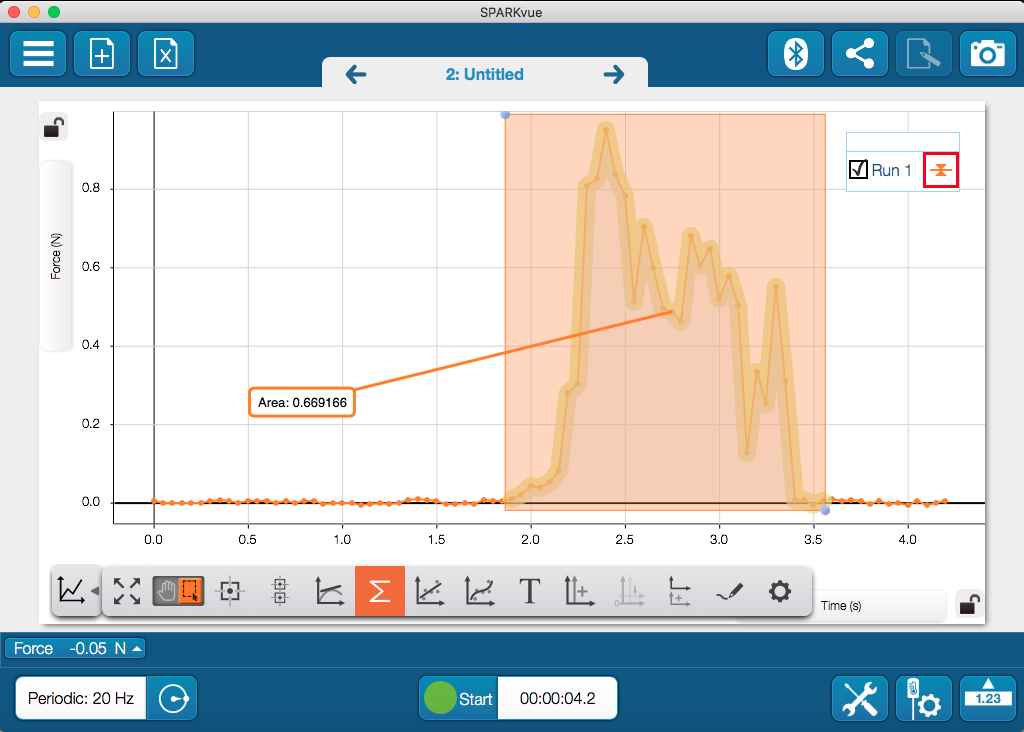 SPARKvue
2: Untitled
Run 1
Force (N)
0.8
0.6
0.4
0.2
0.0
Area: 0.669166
0.0 0.5 1.0 1.5 2.0 2.5 3.0 3.5 4.0
Σ T
Time (s)
Force -0.05 N
Periodic: 20 Hz
Start
00:00:04.2
1.23